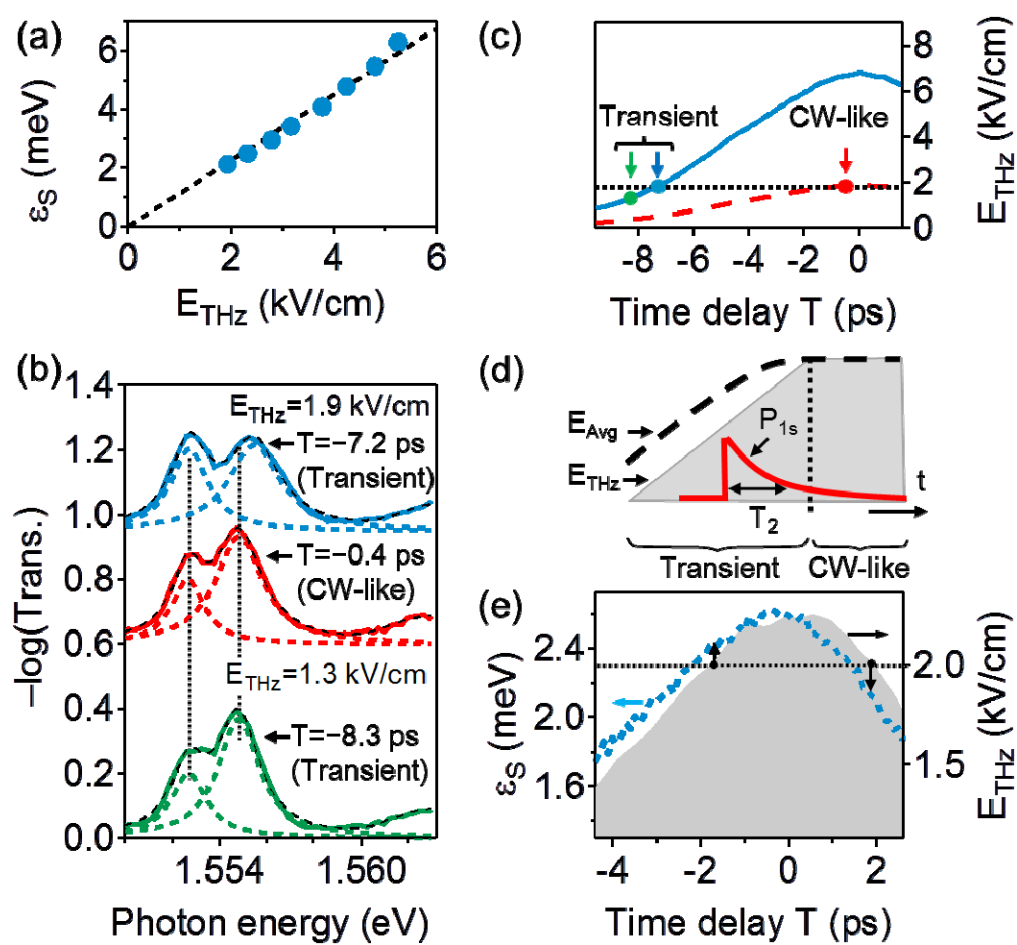 (a)
6
4
2
0
εS (meV)
0 2 4 6
ETHz (kV/cm)
(b)
1.4
1.2
1.0
0.8
0.6
0.4
0.2
0.0
–log(Trans.)
ETHz=1.9 kV/cm
T=−7.2 ps
(Transient)
T=−0.4 ps
(CW-like)
ETHz=1.3 kV/cm
T=−8.3 ps
(Transient)
1.554 1.560
Photon energy (eV)
(c)
Transient
CW-like
8
6
4
2
0
ETHz (kV/cm)
-8 -6 -4 -2 0
Time delay T (ps)
(d)
EAvg
ETHz
P1s
T2
t
Transient CW-like
(e)
2.4
2.0
1.6
εS (meV)
2.0
1.5
ETHz (kV/cm)
-4 -2 0 2
Time delay T (ps)